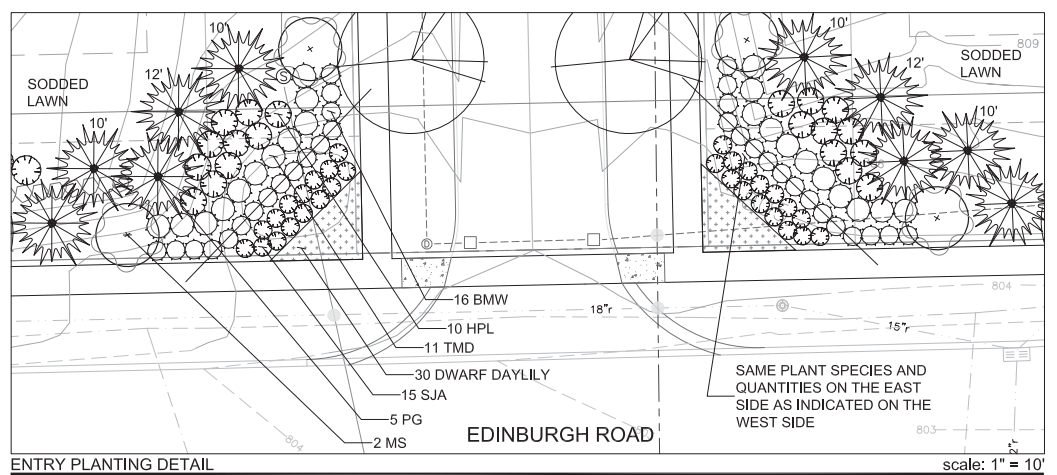 10'
12'
10'
SODDED
LAWN
S
10'
12'
10'
809
SODDED
LAWN
804
18"r
15"r
16 BMW
10 HPL
11 TMD
30 DWARF DAYLILY
15 SJA
5 PG
2 MS
SAME PLANT SPECIES AND
QUANTITIES ON THE EAST
SIDE AS INDICATED ON THE
WEST SIDE
804
803
EDINBURGH ROAD
ENTRY PLANTING DETAIL
scale: 1" = 10'